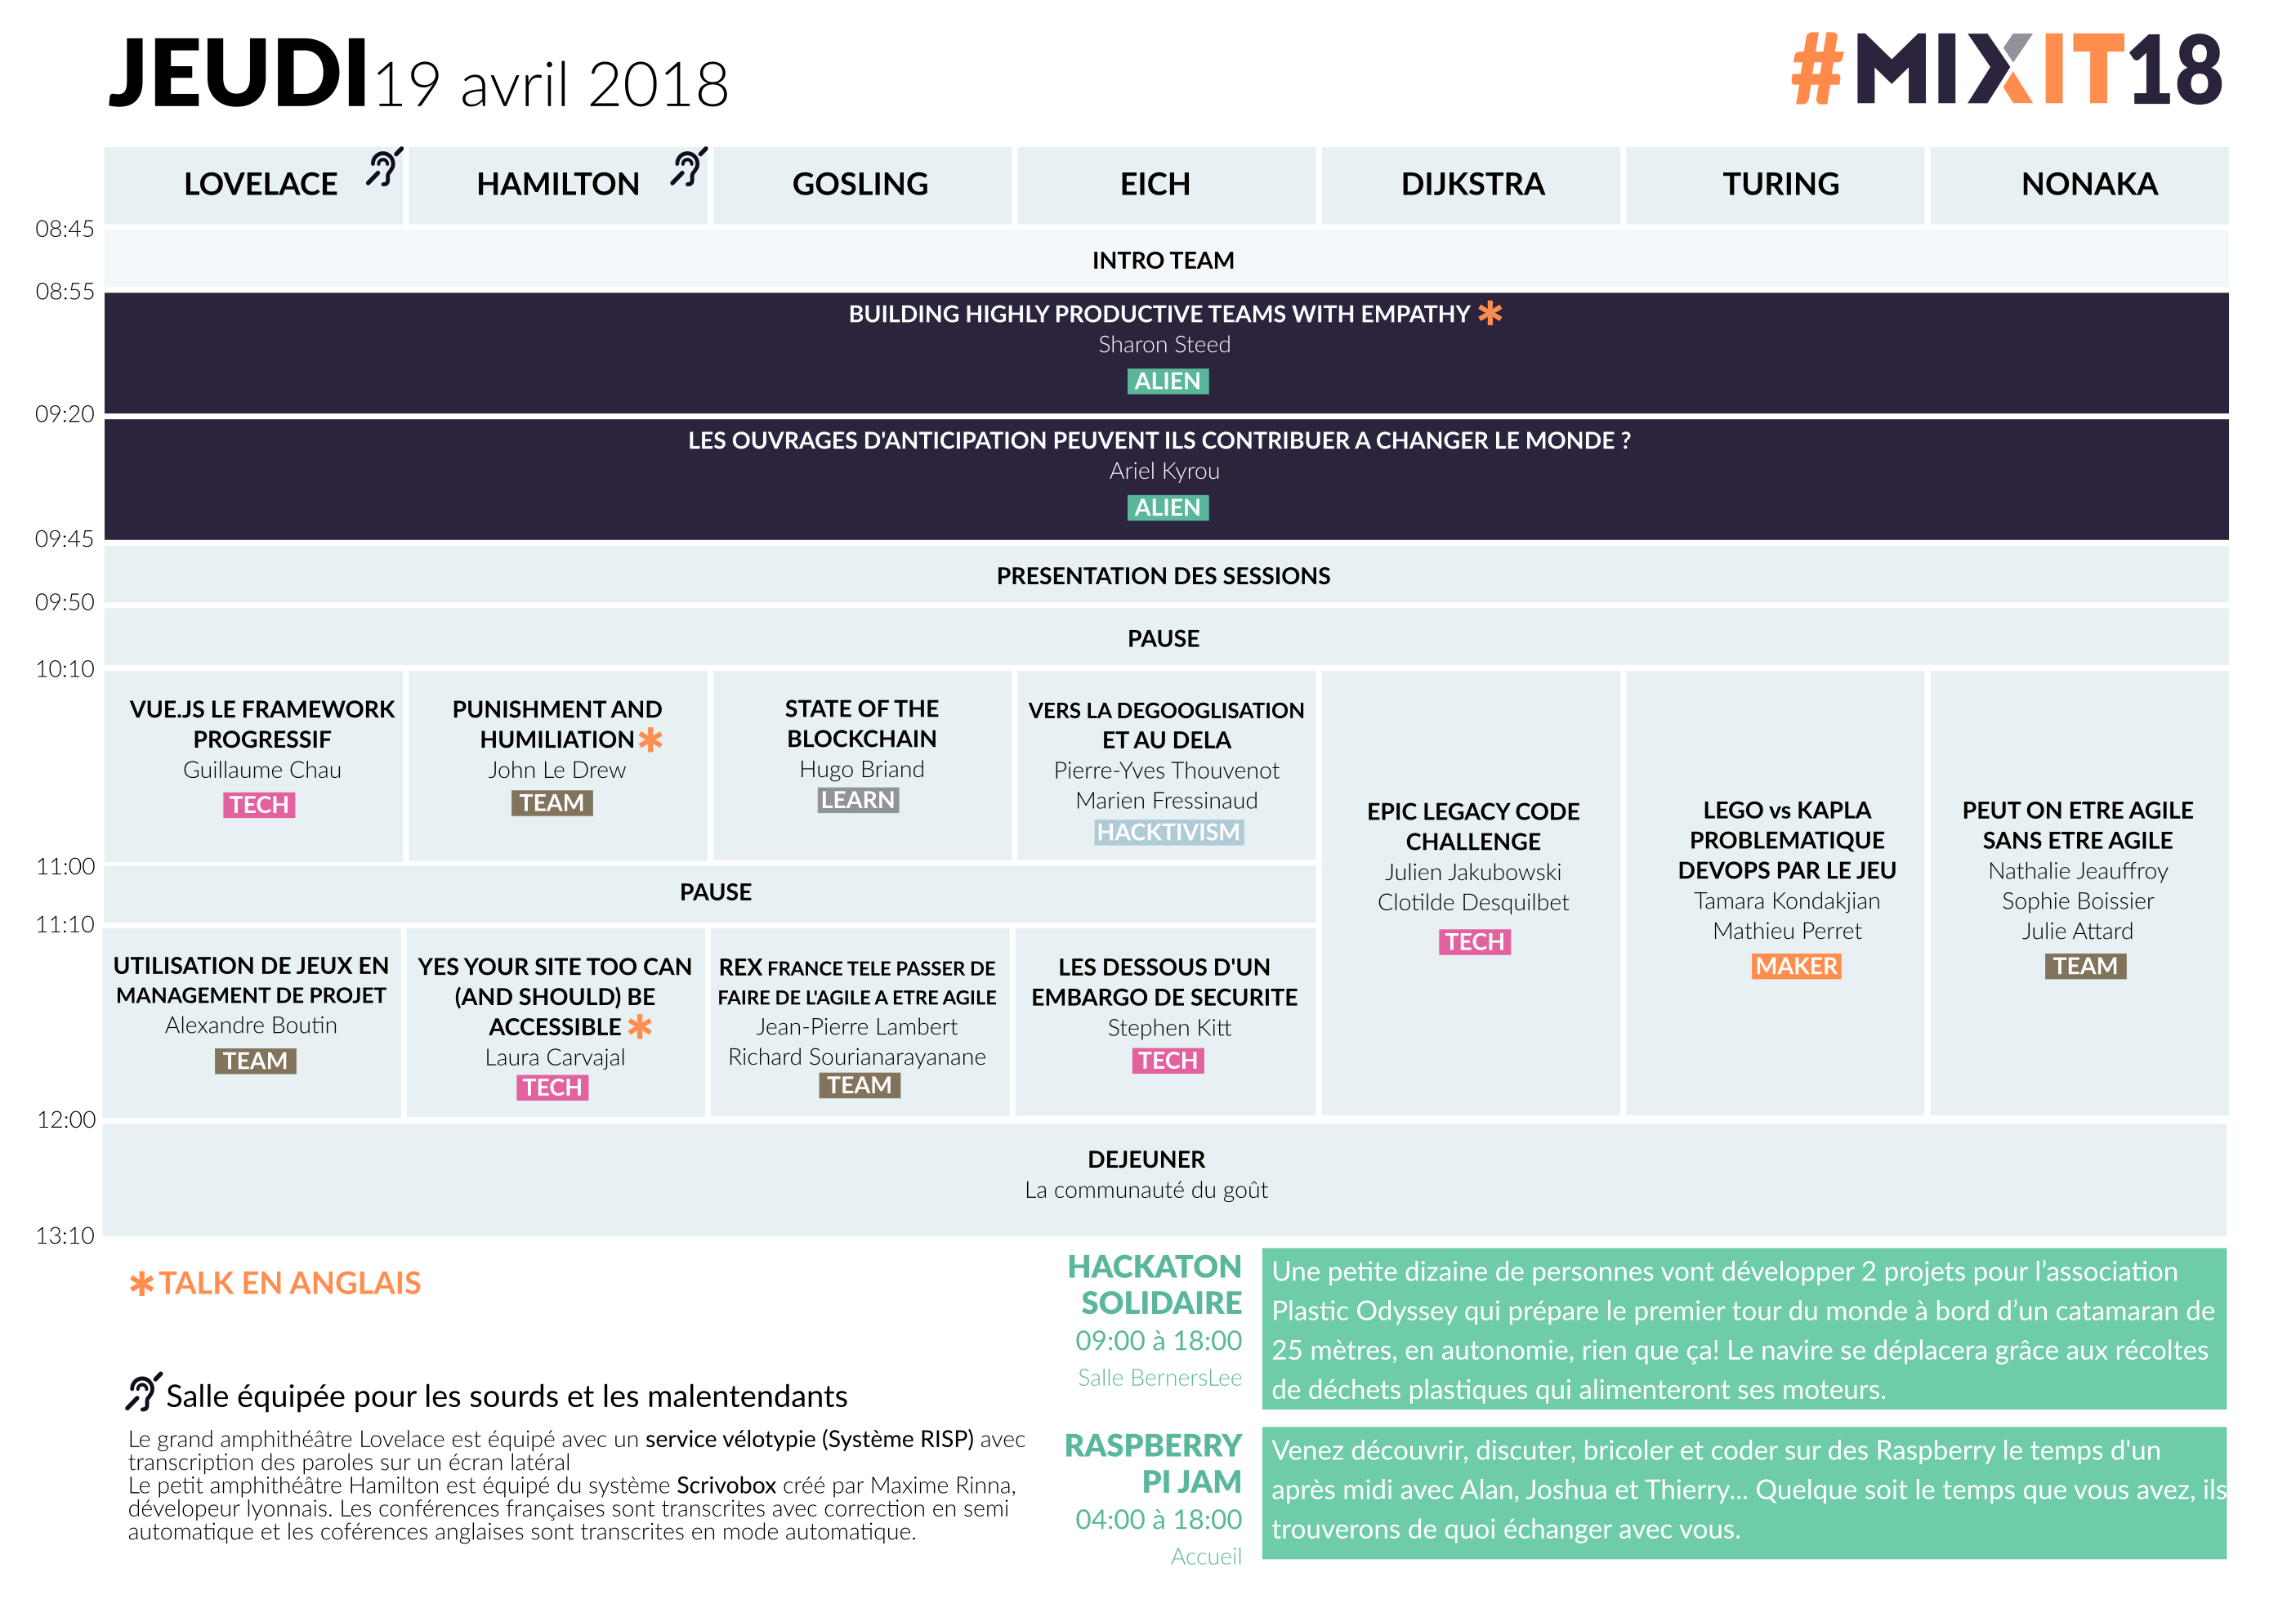 JEUDI 19 avril 2018
#MIXIT18
LOVELACE
HAMILTON
GOSLING
EICH
DIJKSTRA
TURING
NONAKA
08:45
INTRO TEAM
08:55
BUILDING HIGHLY PRODUCTIVE TEAMS WITH EMPATHY *
Sharon Steed
ALIEN
09:20
LES OUVRAGES D'ANTICIPATION PEUVENT ILS CONTRIBUER A CHANGER LE MONDE ?
Ariel Kyrou
ALIEN
09:45
PRESENTATION DES SESSIONS
09:50
PAUSE
10:10
VUE.JS LE FRAMEWORK
PROGRESSIF
Guillaume Chau
TECH
PUNISHMENT AND
HUMILIATION *
John Le Drew
TEAM
STATE OF THE
BLOCKCHAIN
Hugo Briand
LEARN
VERS LA DEGOOGLISATION
ET AU DELA
Pierre-Yves Thouvenot
Marien Fressinaud
HACKTIVISM
EPIC LEGACY CODE
CHALLENGE
Julien Jakubowski
Clotilde Desquilbet
TECH
LEGO vs KAPLA
PROBLEMATIQUE
DEVOPS PAR LE JEU
Tamara Kondakjian
Mathieu Perret
MAKER
PEUT ON ETRE AGILE
SANS ETRE AGILE
Nathalie Jeauffroy
Sophie Boissier
Julie Attard
TEAM
11:00
PAUSE
11:10
UTILISATION DE JEUX EN
MANAGEMENT DE PROJET
Alexandre Boutin
TEAM
YES YOUR SITE TOO CAN
(AND SHOULD) BE
ACCESSIBLE *
Laura Carvajal
TECH
REX FRANCE TELE PASSER DE
FAIRE DE L'AGILE A ETRE AGILE
Jean-Pierre Lambert
Richard Sourianarayanane
TEAM
LES DESSOUS D'UN
EMBARGO DE SECURITE
Stephen Kitt
TECH
12:00
DEJEUNER
La communauté du goût
13:10
* TALK EN ANGLAIS
Salle équipée pour les sourds et les malentendants
Le grand amphithéâtre Lovelace est équipé avec un service vélotypie (Système RISP) avec
transcription des paroles sur un écran latéral
Le petit amphithéâtre Hamilton est équipé du système Scrivobox créé par Maxime Rinna,
dévelopeur lyonnais. Les conférences françaises sont transcrites avec correction en semi
automatique et les coférences anglaises sont transcrites en mode automatique.
HACKATON
SOLIDAIRE
09:00 à 18:00
Salle BernersLee
Une petite dizaine de personnes vont développer 2 projets pour l'association
Plastic Odyssey qui prépare le premier tour du monde à bord d'un catamaran de
25 mètres, en autonomie, rien que ça! Le navire se déplacera grâce aux récoltes
de déchets plastiques qui alimenteront ses moteurs.
RASPBERRY
PI JAM
04:00 à 18:00
Accueil
Venez découvrir, discuter, bricoler et coder sur des Raspberry le temps d'un
après midi avec Alan, Joshua et Thierry... Quelque soit le temps que vous avez, ils
trouverons de quoi échanger avec vous.